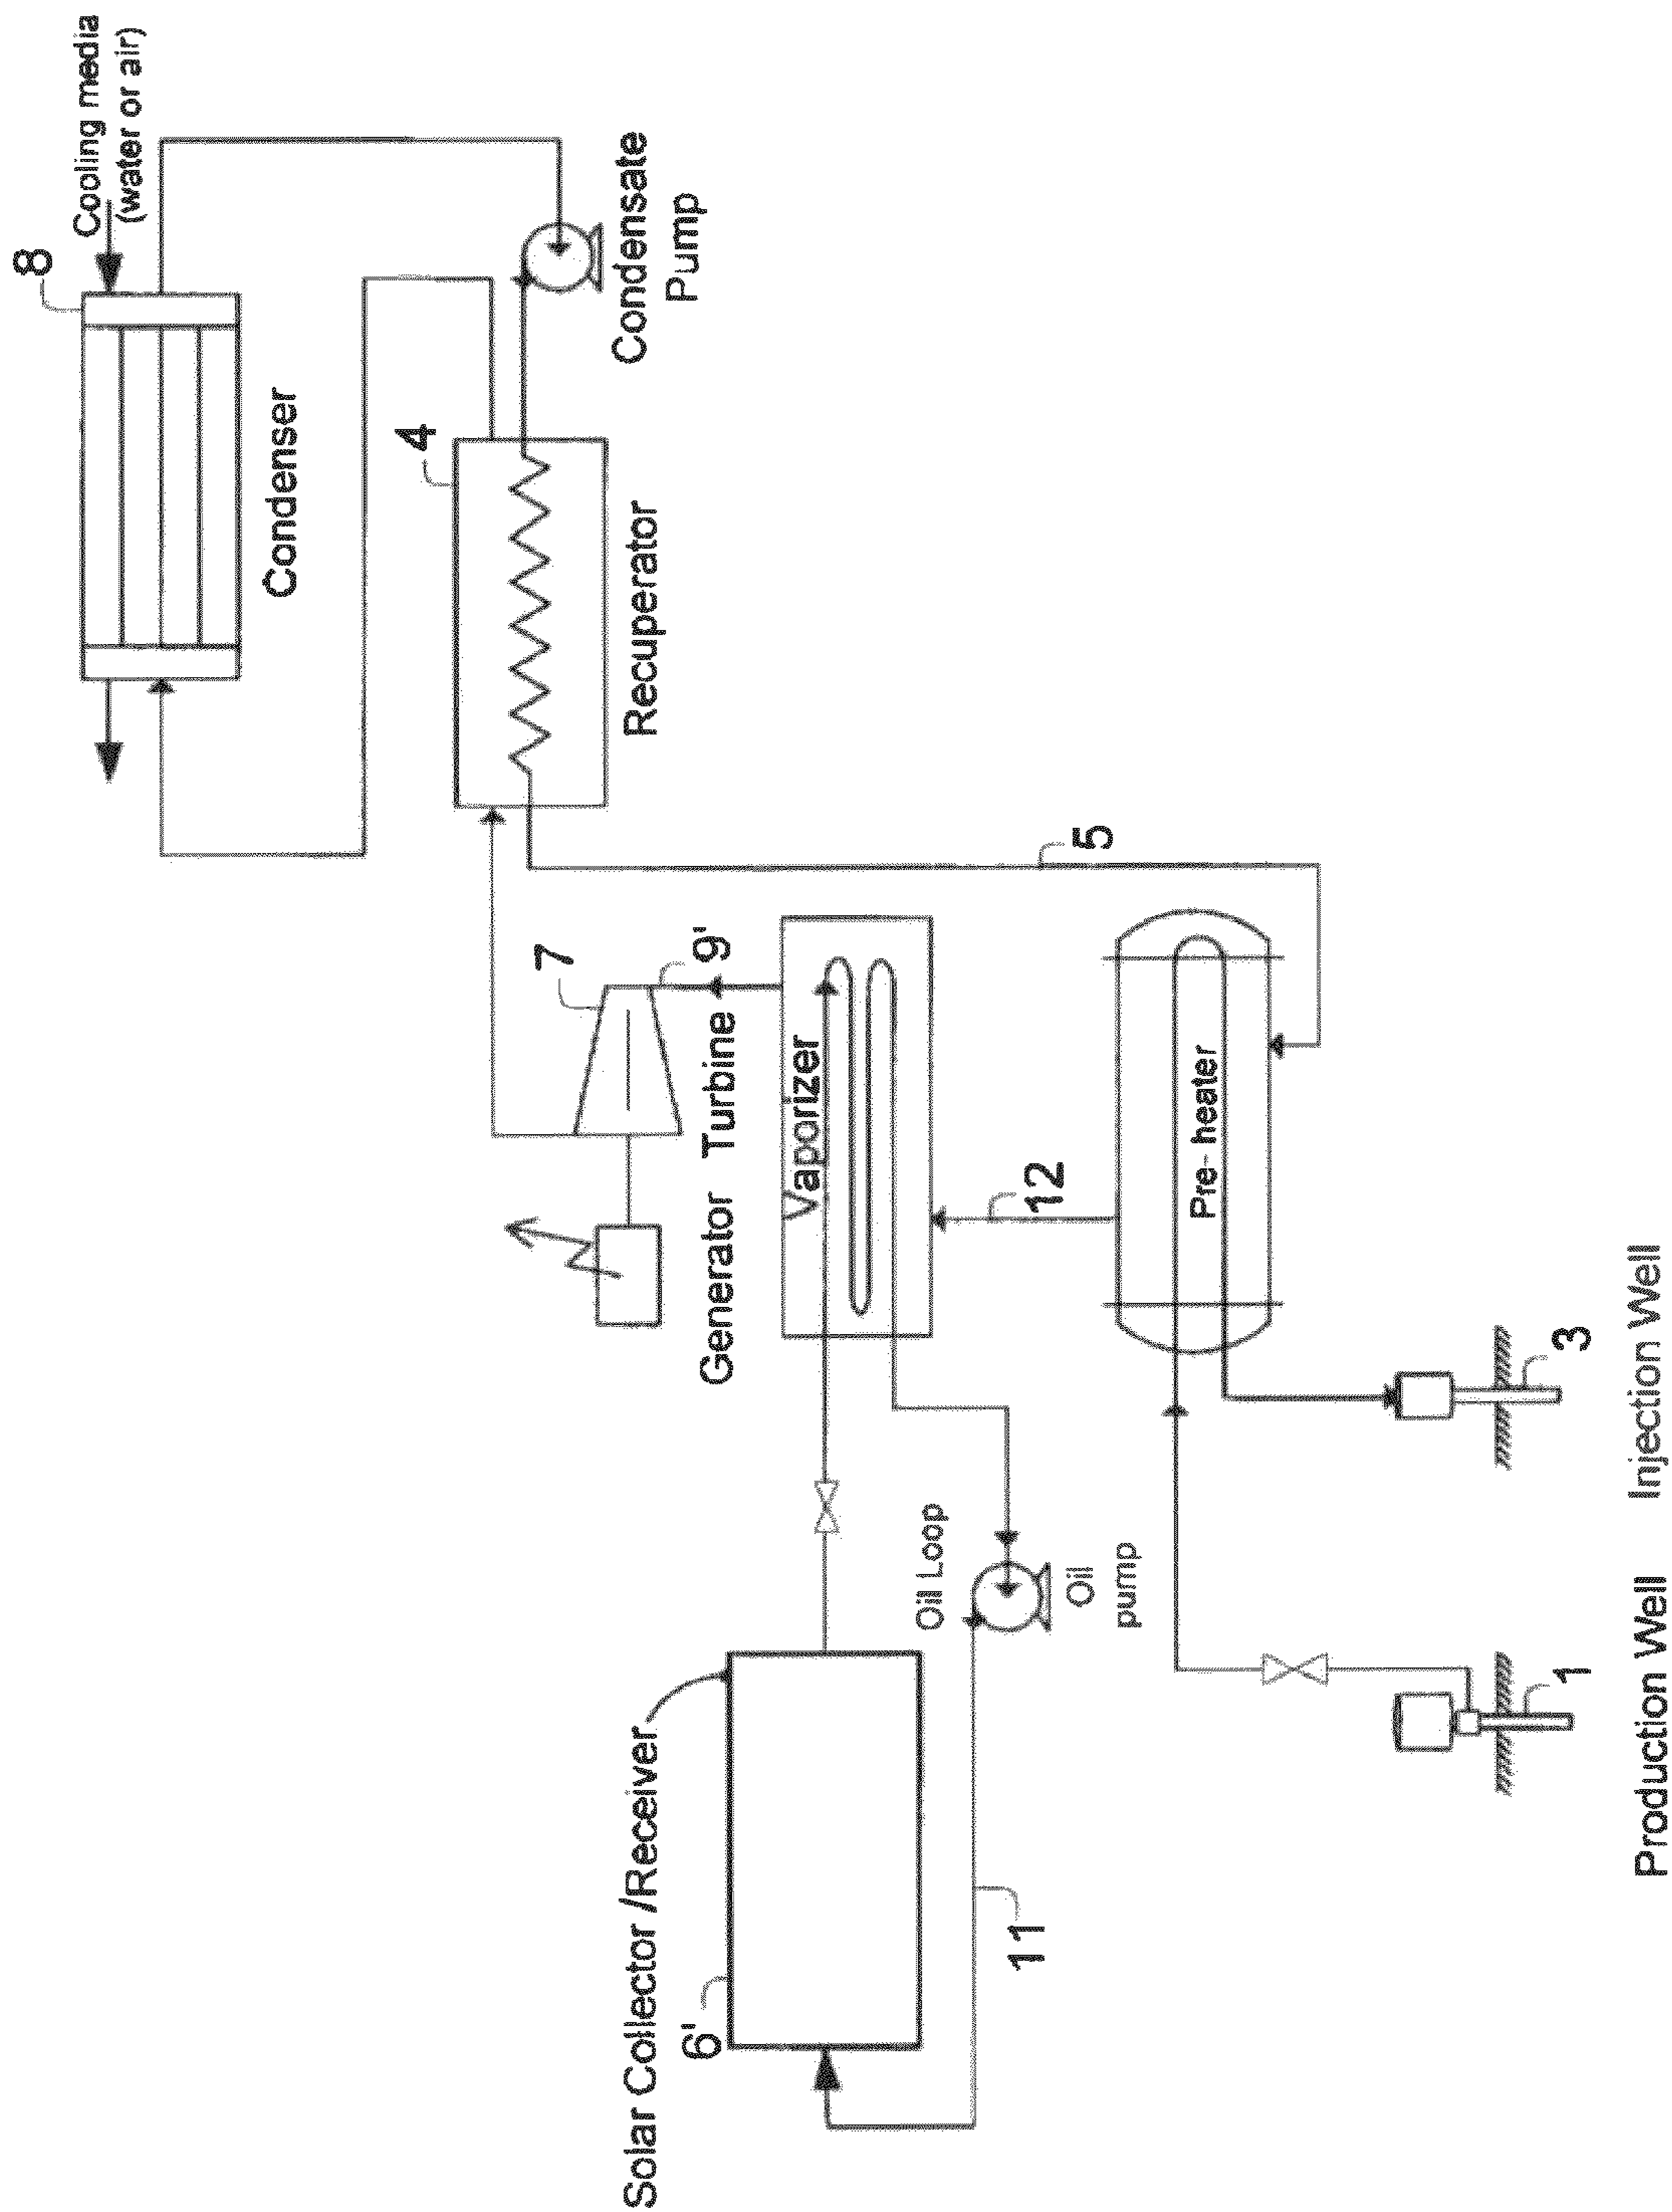 Cooling media
(water or air)
8
Condenser
4
Recuperator
Condensate
Pump
5
7
9'
Generator Turbine
Vaporizer
12
Pre- heater
Solar Collector /Receiver
6'
Oil Loop
Oil
pump
11
1
3
Production Well Injection Well